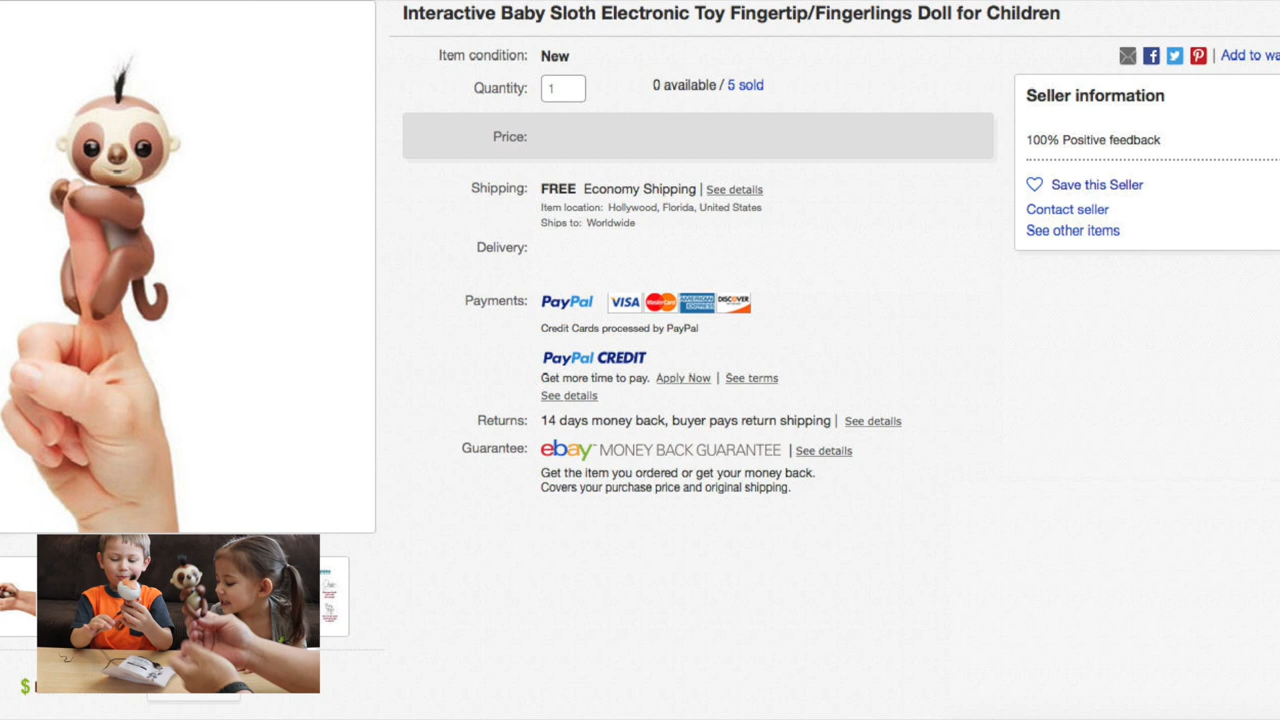 Interactive Baby Sloth Electronic Toy Fingertip/Fingerlings Doll for Children
Item condition: New
Quantity: 1 0 available / 5 sold
Price:
Shipping: FREE Economy Shipping | See details
Item location: Hollywood, Florida, United States
Ships to: Worldwide
Delivery:
Payments: PayPal VISA MasterCard AMERICAN EXPRESS DISCOVER
Credit Cards processed by PayPal
PayPal CREDIT
Get more time to pay. Apply Now | See terms
See details
Returns: 14 days money back, buyer pays return shipping | See details
Guarantee: ebay MONEY BACK GUARANTEE | See details
Get the item you ordered or get your money back.
Covers your purchase price and original shipping.
| Add to wa
Seller information
100% Positive feedback
Save this Seller
Contact seller
See other items
$